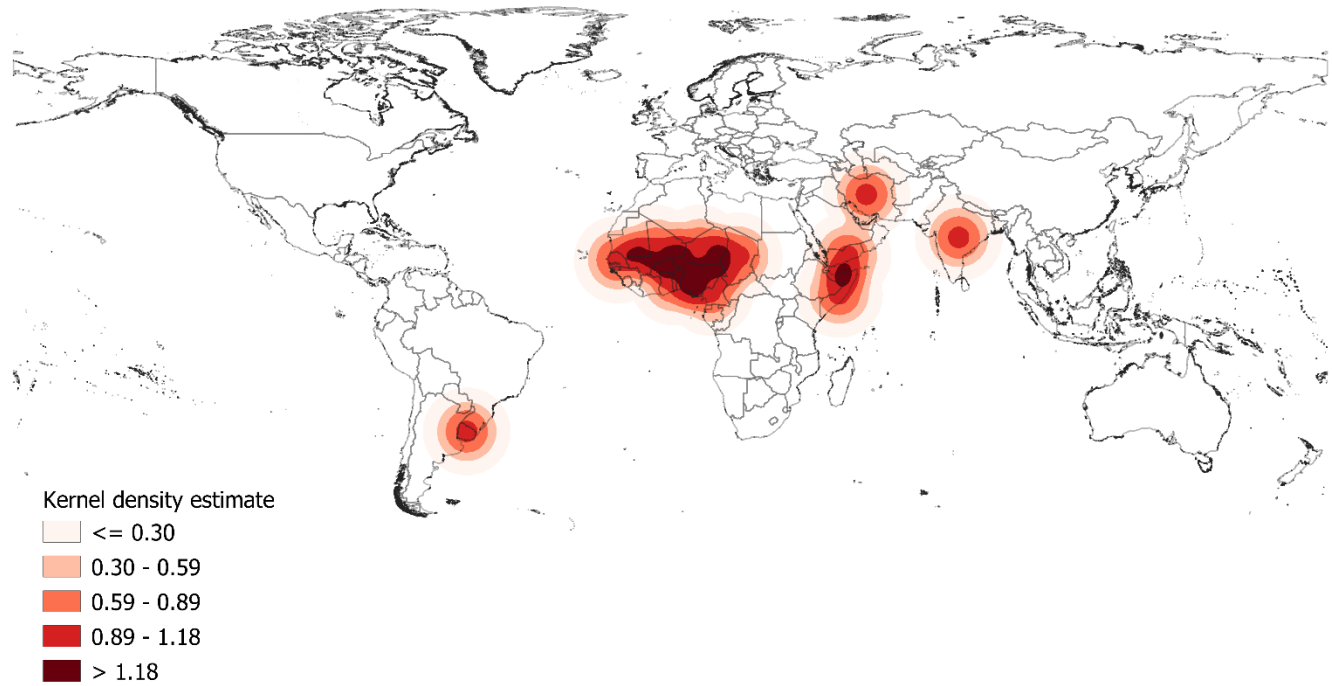 Kernel density estimate
<= 0.30
0.30 - 0.59
0.59 - 0.89
0.89 - 1.18
> 1.18